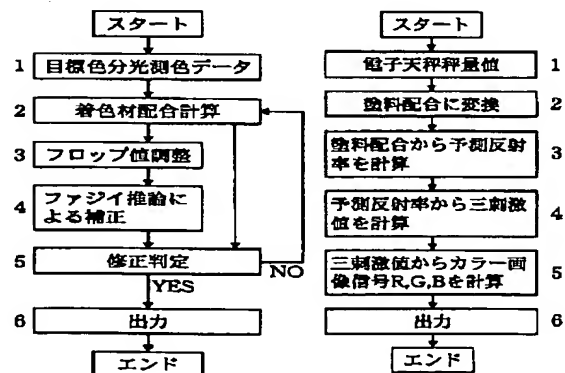 スタート
1 目標色分光測色データ
2 着色材配合計算
3 フロップ値調整
4 ファジイ推論に
よる補正
5 修正判定
NO
YES
6 出力
エンド
スタート
電子天秤秤量値 1
塗料配合に変換 2
塗料配合から予測反射
率を計算 3
予測反射率から三刺激
値を計算 4
三刺激値からカラー画
像信号R,G,Bを計算 5
出力 6
エンド